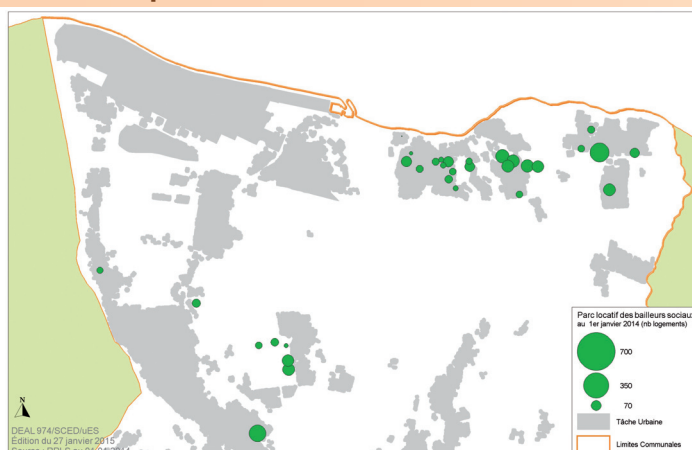 Parc locatif des bailleurs sociaux
au 1er janvier 2014 (nb logements)
700
350
70
Tâche Urbaine
Limites Communales
N
DEAL 974/SCED/uES
Édition du 27 janvier 2015